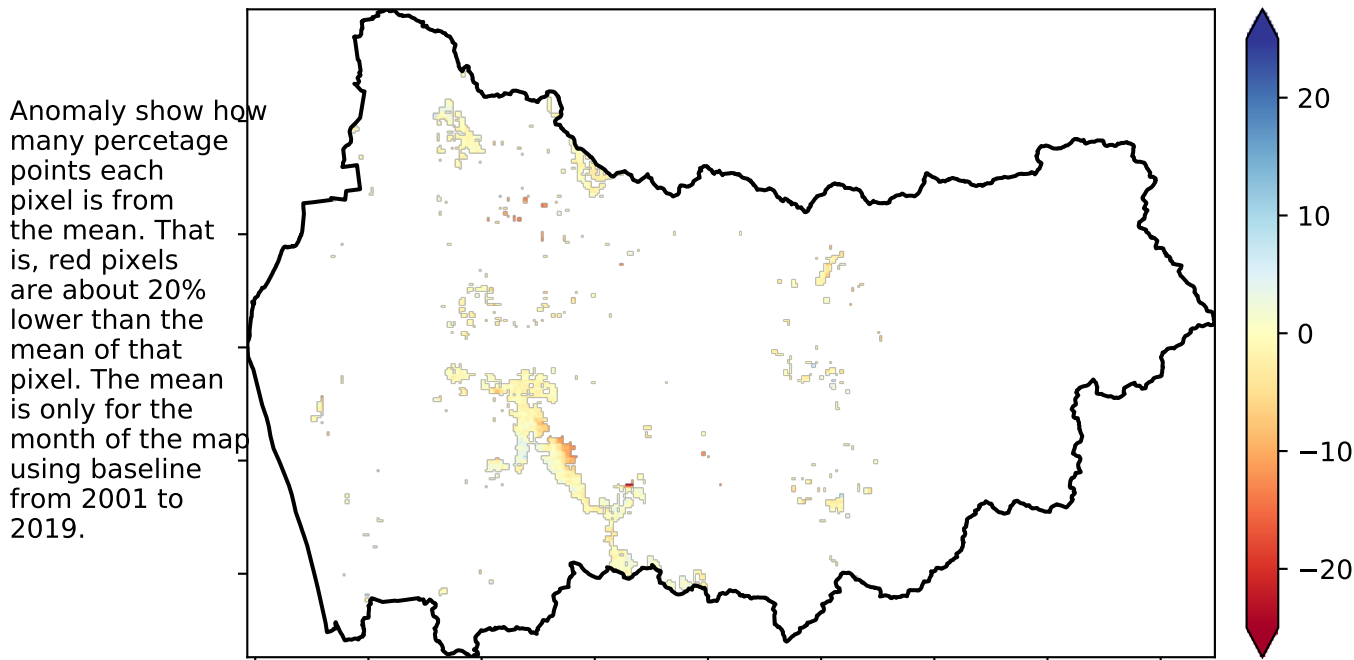 Anomaly show how
many percetage
points each
pixel is from
the mean. That
is, red pixels
are about 20%
lower than the
mean of that
pixel. The mean
is only for the
month of the map
using baseline
from 2001 to
2019.
20
10
0
−10
−20